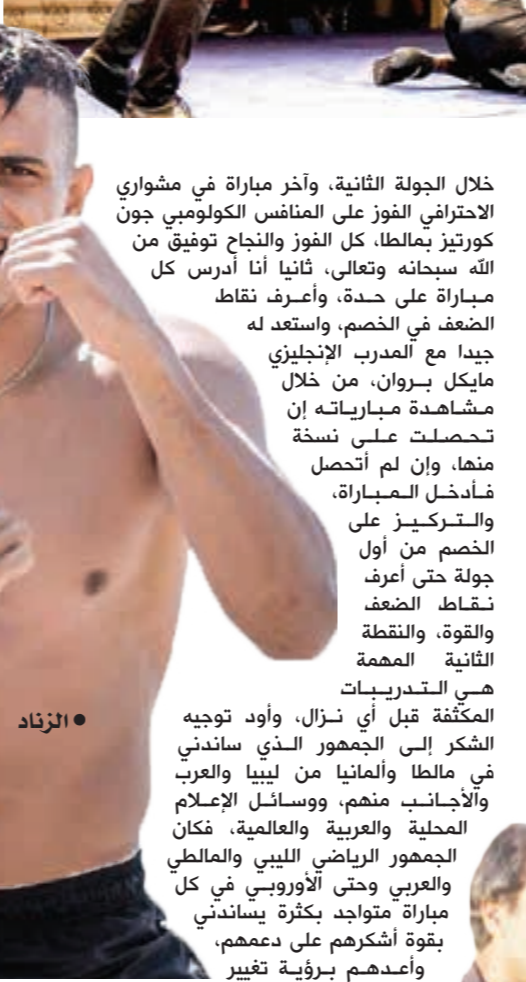 خلال الجولة الثانية، وآخر مباراة في مشواري
الاحترافي الفوز على المنافس الكولومبي جون
كورتيز بمالطا، كل الفوز والنجاح توفيق من
الله سبحانه وتعالى، ثانيا أنا أدرس كل
مباراة على حدة، وأعرف نقاط
الضعف في الخصم، واستعد له
جيدا مع المدرب الإنجليزي
مايكل بروان، من خلال
مشاهدة مبارياته إن
تحصلت على نسخة
منها، وإن لم أتحصل
فأدخل المباراة،
والتركيز على
الخصم من أول
جولة حتى أعرف
نقاط الضعف
والقوة، والنقطة
الثانية المهمة
هي التدريبات
المكثفة قبل أي نزال، وأود توجيه
الشكر إلى الجمهور الذي ساندني
في مالطا وألمانيا من ليبيا والعرب
والأجانب منهم، ووسائل الإعلام
المحلية والعربية والعالمية، فكان
الجمهور الرياضي الليبي والمالطي
والعربي وحتى الأوروبي في كل
مباراة متواجد بكثرة يساندني
بقوة أشكرهم على دعمهم،
وأعدهم برؤية تغيير
● الزناد